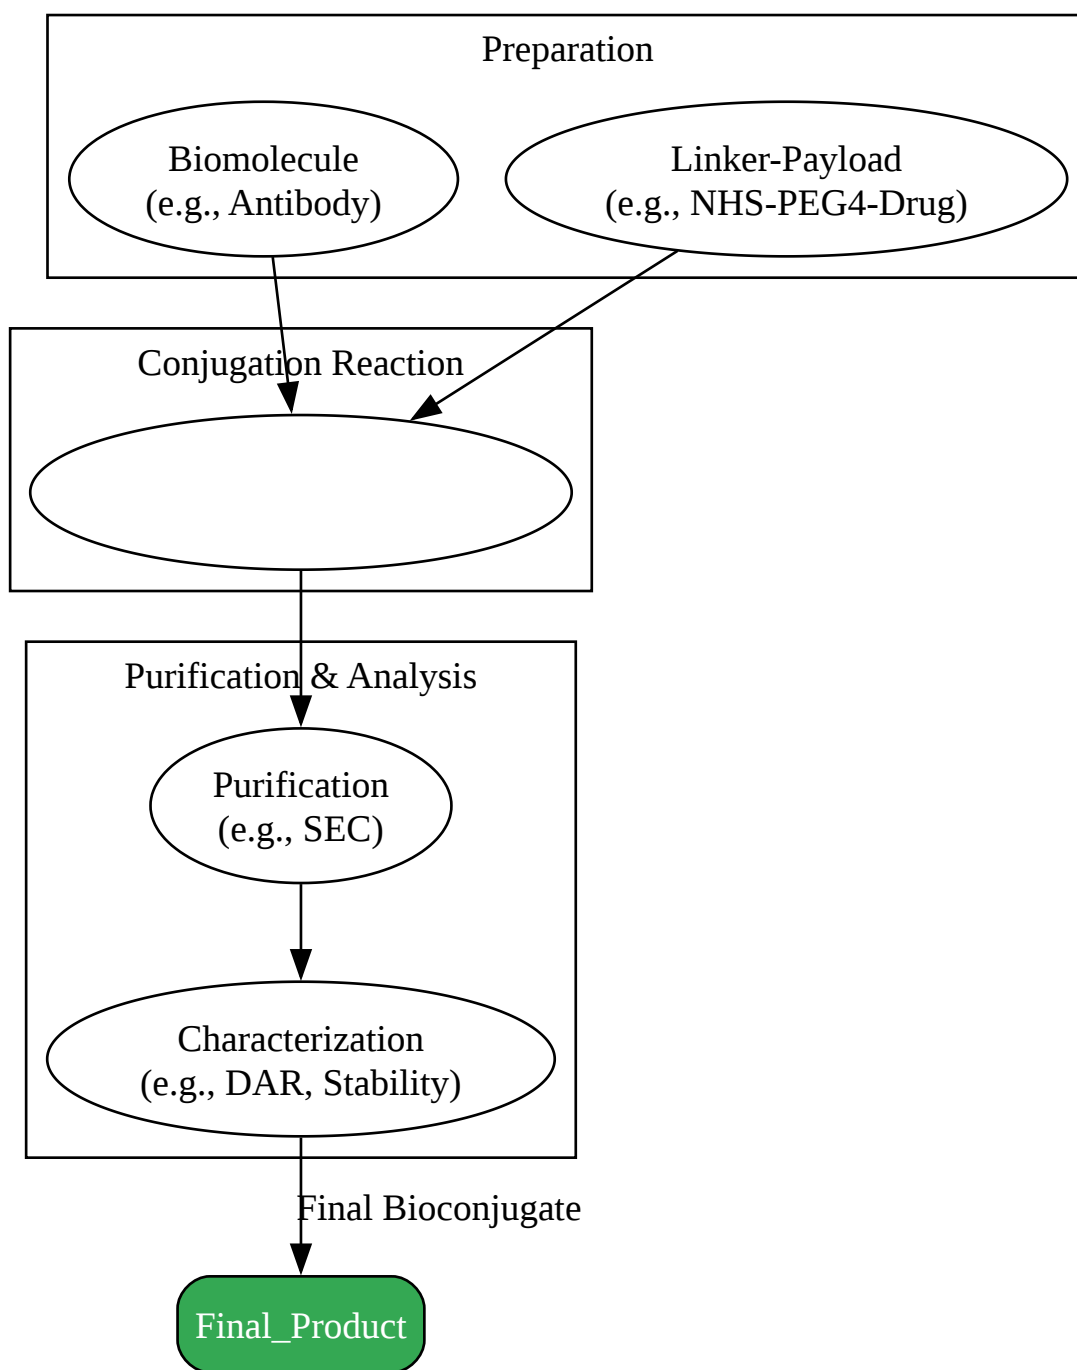 Preparation
Biomolecule
(e.g., Antibody)
Linker-Payload
(e.g., NHS-PEG4-Drug)
Conjugation Reaction
Purification & Analysis
Purification
(e.g., SEC)
Characterization
(e.g., DAR, Stability)
Final Bioconjugate
Final_Product